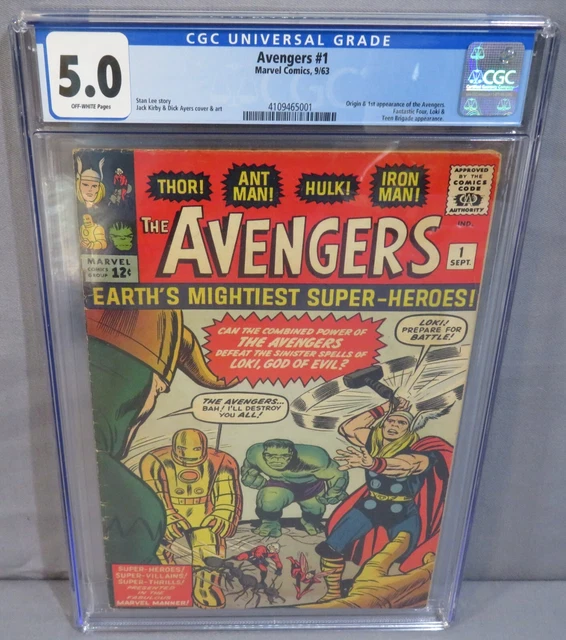 CGC UNIVERSAL GRADE
5.0
OFF-WHITE Pages
Avengers #1
Marvel Comics, 9/63
Stan Lee story
Jack Kirby & Dick Ayers cover & art
4109465001
Origin & 1st appearance of the Avengers.
Fantastic Four, Loki &
Teen Brigade appearance.
CGC
THOR!
ANT
MAN!
HULK!
IRON
MAN!
APPROVED
BY THE
COMICS
CODE
AUTHORITY
THE AVENGERS
IND.
1
SEPT.
MARVEL
COMICS
GROUP
12¢
EARTH'S MIGHTIEST SUPER-HEROES!
CAN THE COMBINED POWER OF
THE AVENGERS
DEFEAT THE SINISTER SPELLS OF
LOKI, GOD OF EVIL?
LOKI!
PREPARE FOR
BATTLE!
THE AVENGERS...
BAH! I'LL DESTROY
YOU ALL!
SUPER-HEROES!
SUPER-VILLAINS!
SUPER-THRILLS!
PRESENTED
IN THE
FABULOUS
MARVEL MANNER!